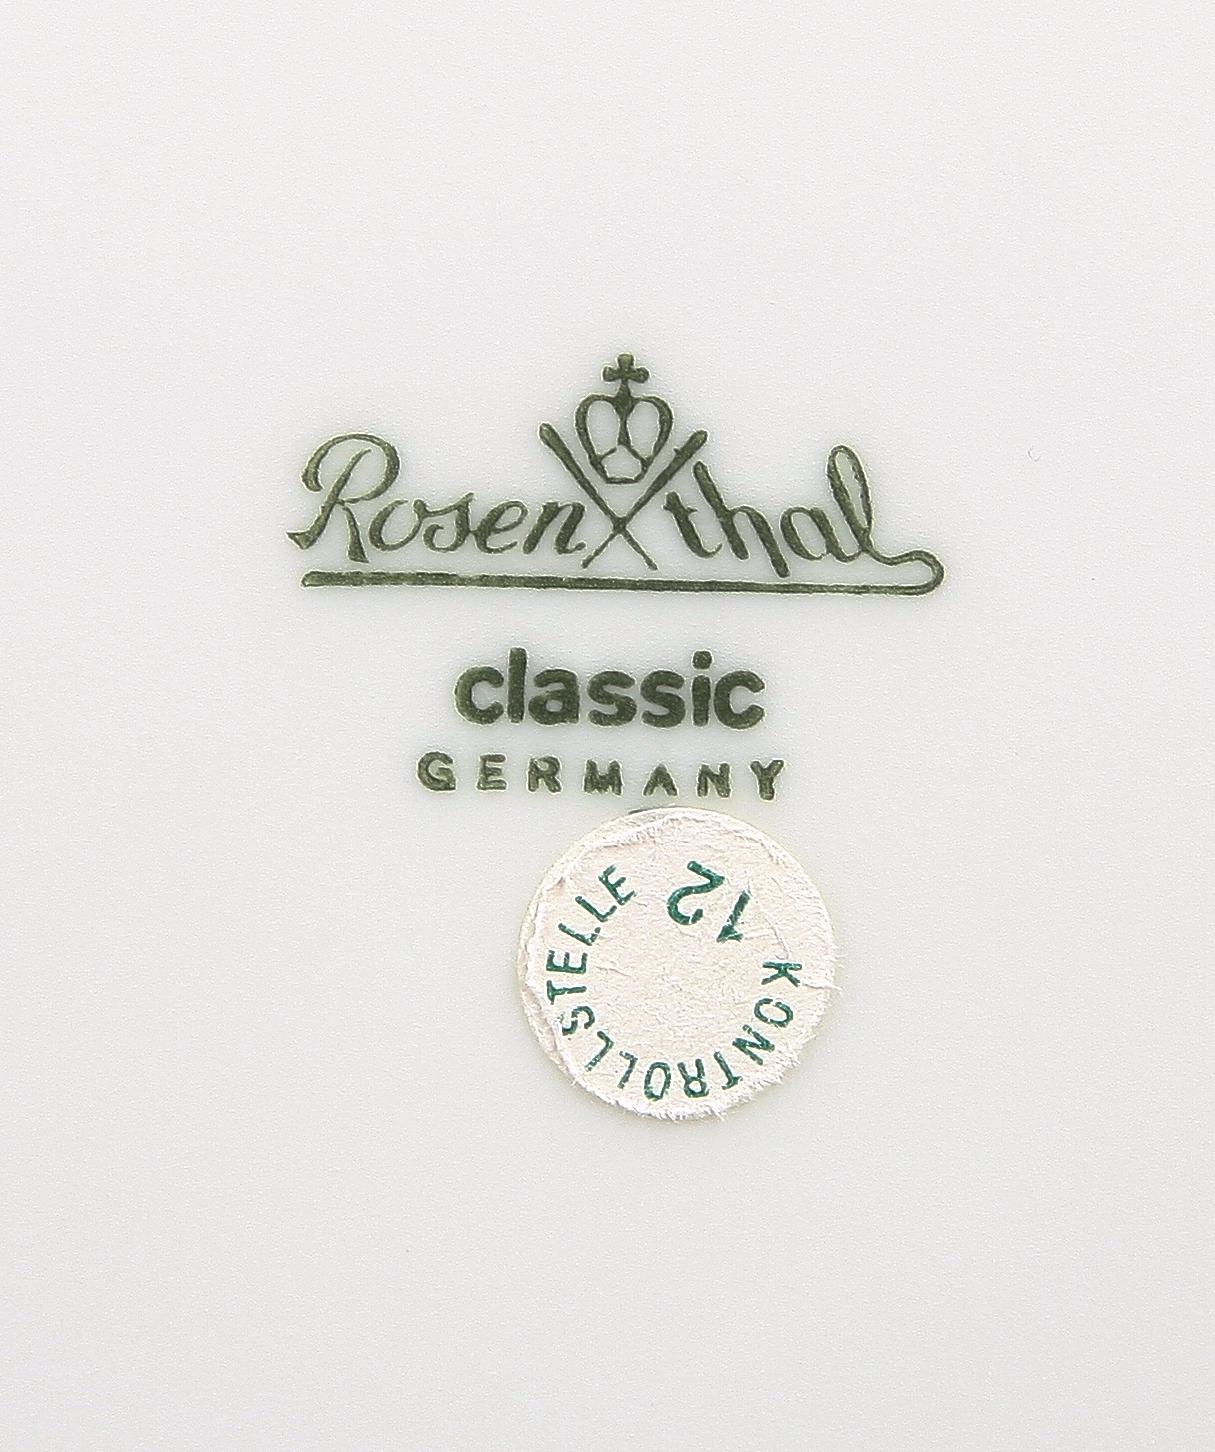 Rosenthal
classic
GERMANY
KONTROLLSTELLE
12